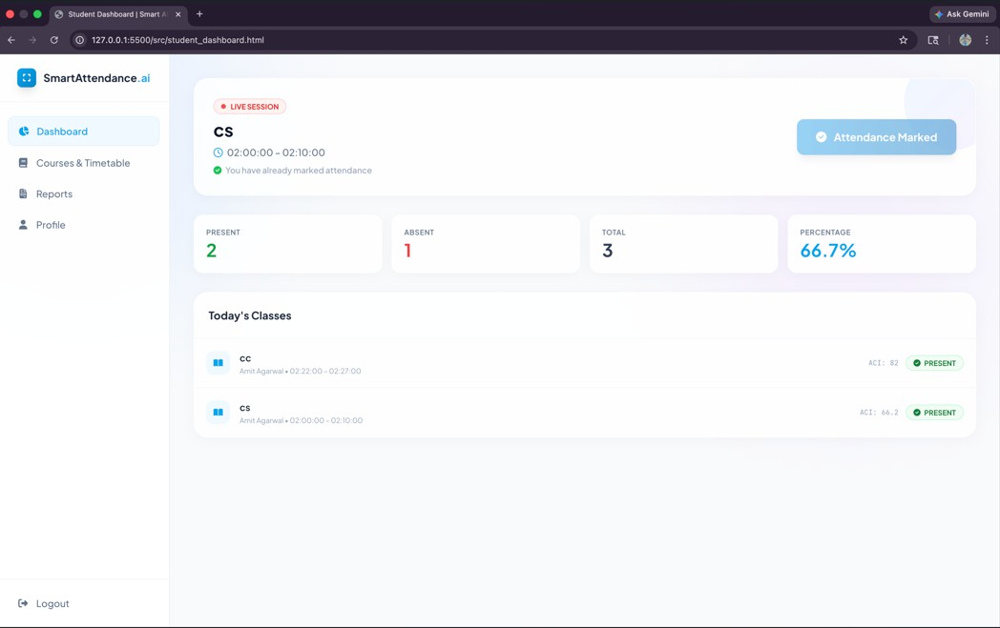 Student Dashboard | Smart A
Ask Gemini
127.0.0.1:5500/src/student_dashboard.html
SmartAttendance.ai
Dashboard
Courses & Timetable
Reports
Profile
Logout
LIVE SESSION
CS
02:00:00 – 02:10:00
You have already marked attendance
Attendance Marked
PRESENT
2
ABSENT
1
TOTAL
3
PERCENTAGE
66.7%
Today's Classes
CC
Amit Agarwal • 02:22:00 – 02:27:00
ACI: 82
PRESENT
CS
Amit Agarwal • 02:00:00 – 02:10:00
ACI: 66.2
PRESENT